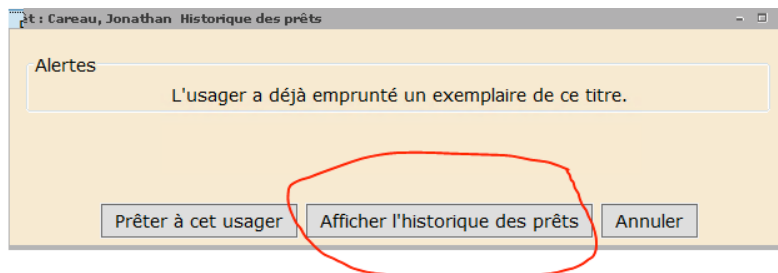 êt : Careau, Jonathan Historique des prêts
Alertes
L'usager a déjà emprunté un exemplaire de ce titre.
Prêter à cet usager Afficher l'historique des prêts Annuler